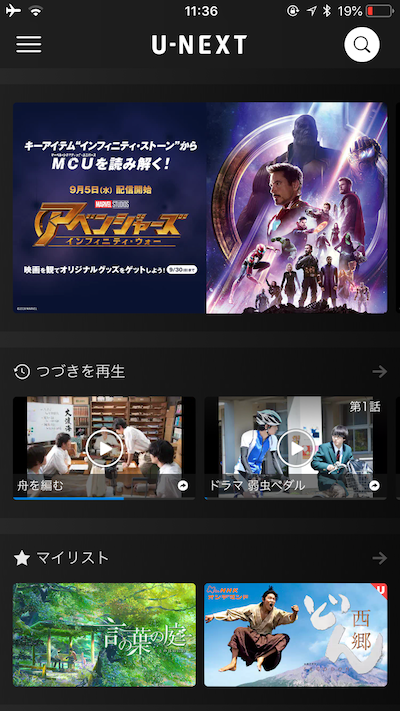 11:36
19%
U-NEXT
キーアイテム“インフィニティ・ストーン”から
MCUを読み解く！
9月5日(水) 配信開始
MARVEL STUDIOS
アベンジャーズ
インフィニティ・ウォー
映画を観てオリジナルグッズをゲットしよう！ 9/30(日)まで
つづきを再生
大渡海
第1話
舟を編む
ドラマ 弱虫ペダル
マイリスト
言の葉の庭
NHK
オンデマンド
U
西郷
どん